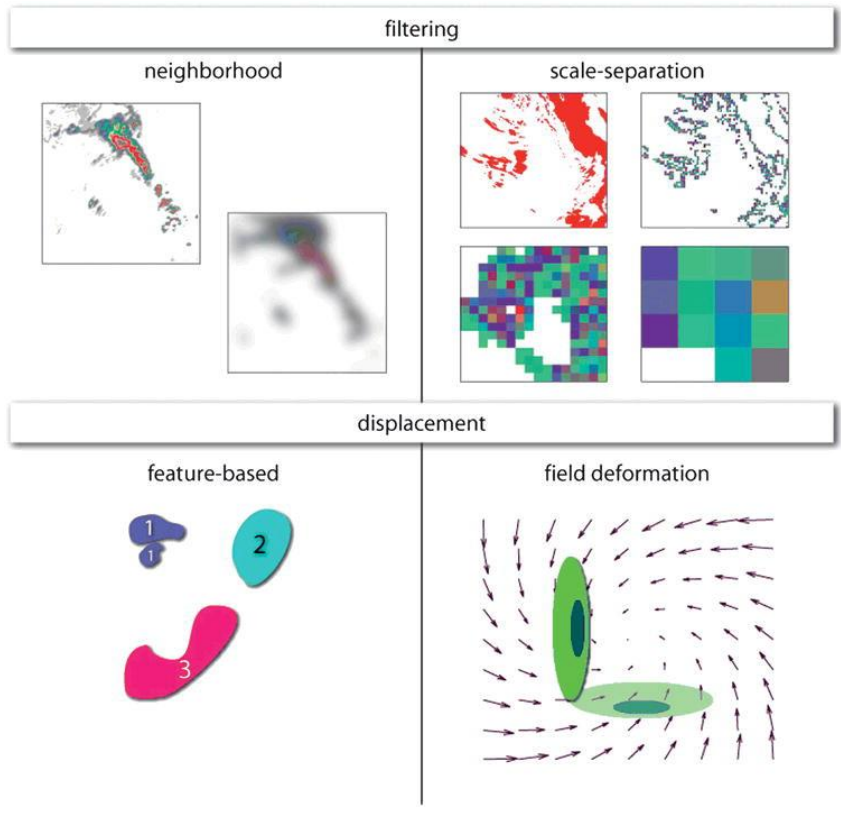 filtering
neighborhood
scale-separation
displacement
feature-based
field deformation
1
1
2
3